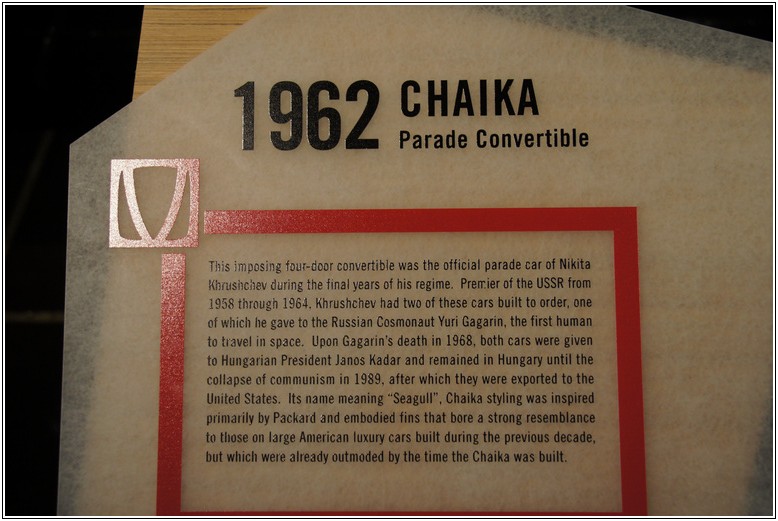 1962 CHAIKA
Parade Convertible
This imposing four-door convertible was the official parade car of Nikita
Khrushchev during the final years of his regime. Premier of the USSR from
1958 through 1964, Khrushchev had two of these cars built to order, one
of which he gave to the Russian Cosmonaut Yuri Gagarin, the first human
to travel in space. Upon Gagarin's death in 1968, both cars were given
to Hungarian President Janos Kadar and remained in Hungary until the
collapse of communism in 1989, after which they were exported to the
United States. Its name meaning "Seagull", Chaika styling was inspired
primarily by Packard and embodied fins that bore a strong resemblance
to those on large American luxury cars built during the previous decade,
but which were already outmoded by the time the Chaika was built.